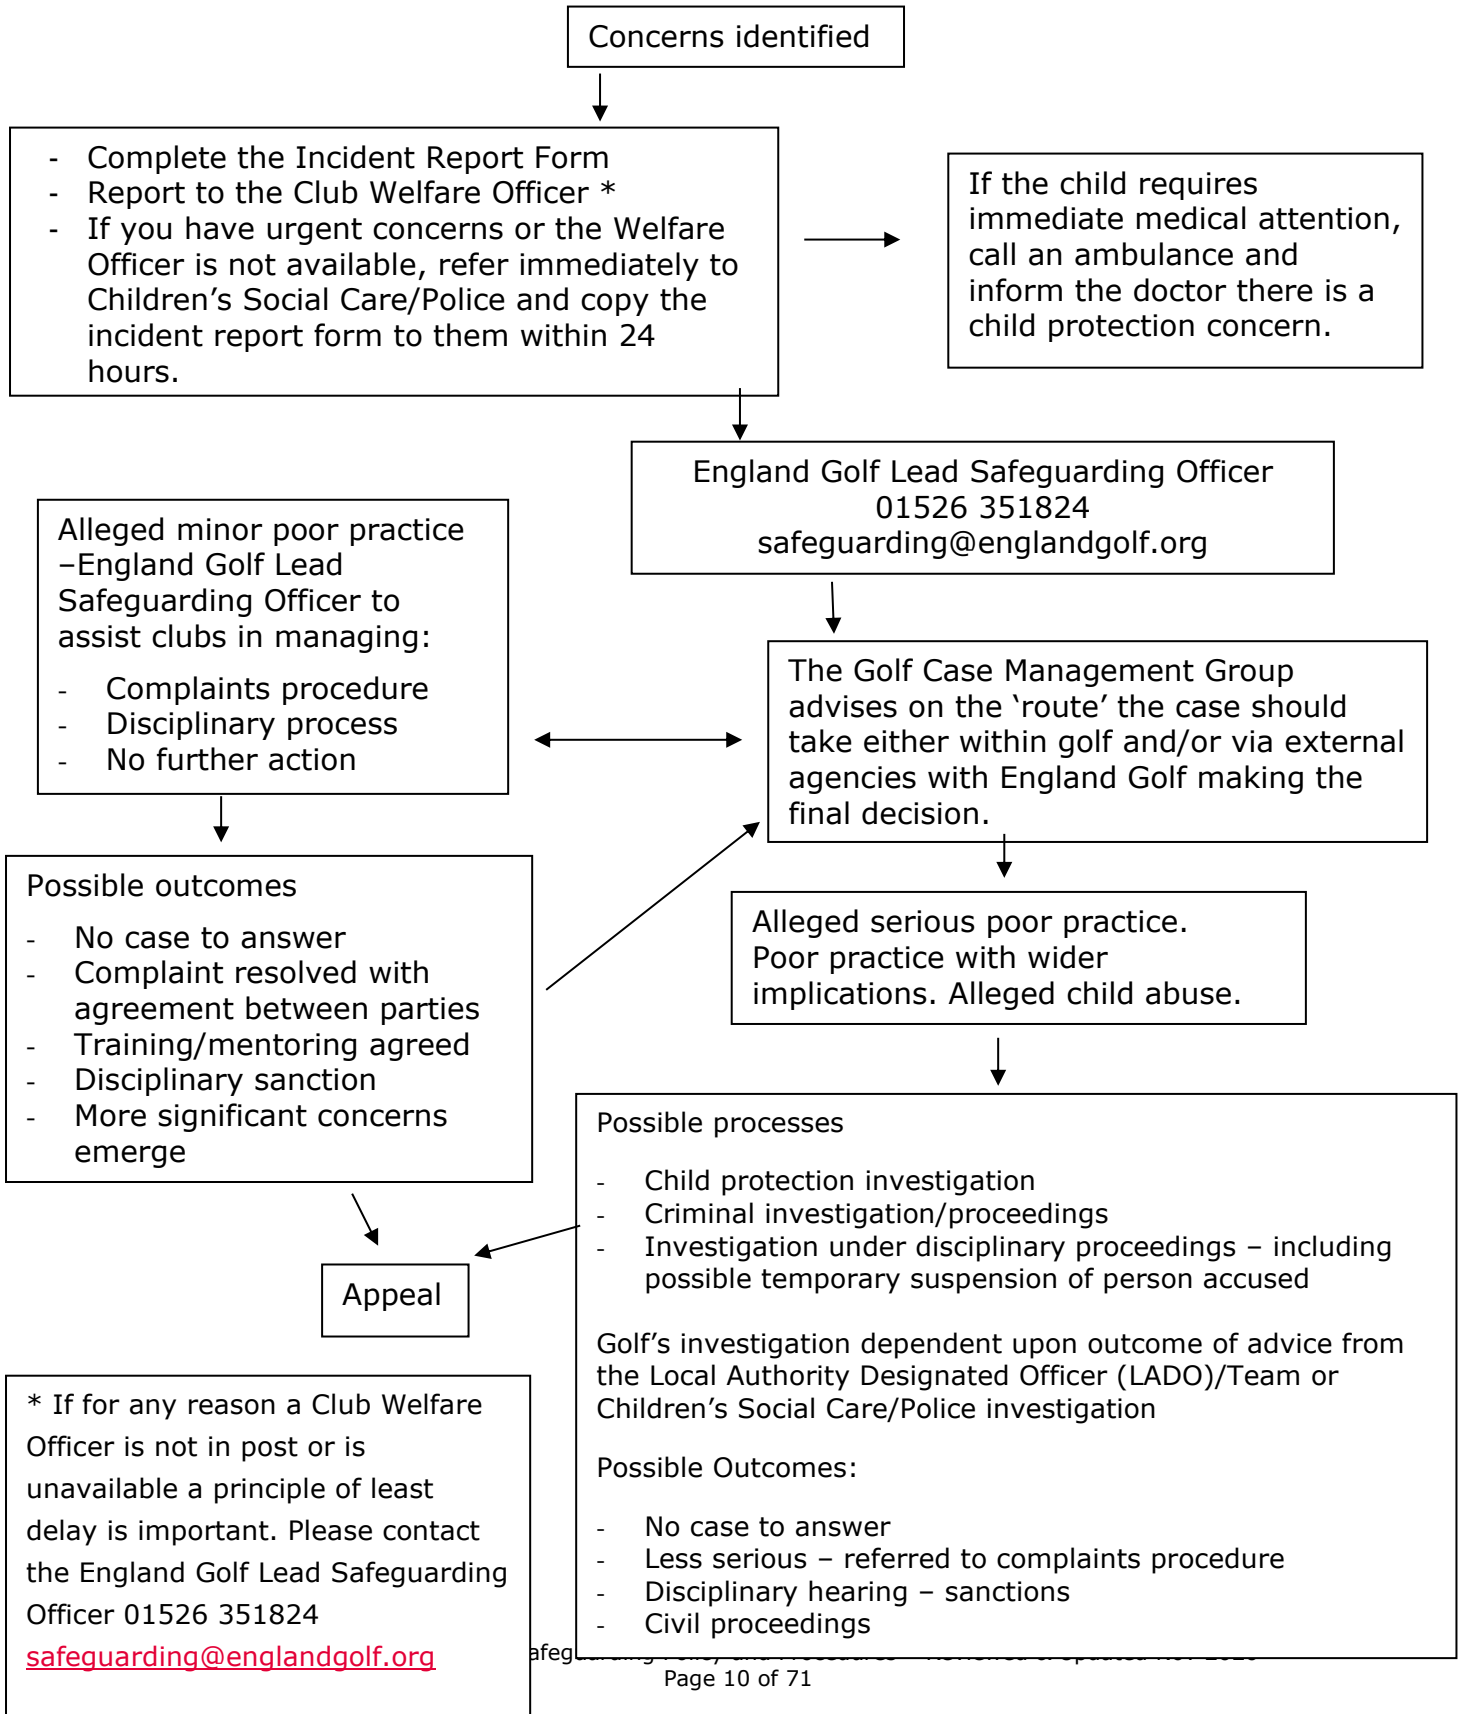 Concerns identified
- Complete the Incident Report Form
- Report to the Club Welfare Officer *
- If you have urgent concerns or the Welfare
Officer is not available, refer immediately to
Children’s Social Care/Police and copy the
incident report form to them within 24
hours.
If the child requires
immediate medical attention,
call an ambulance and
inform the doctor there is a
child protection concern.
England Golf Lead Safeguarding Officer
01526 351824
safeguarding@englandgolf.org
Alleged minor poor practice
–England Golf Lead
Safeguarding Officer to
assist clubs in managing:
- Complaints procedure
- Disciplinary process
- No further action
The Golf Case Management Group
advises on the ‘route’ the case should
take either within golf and/or via external
agencies with England Golf making the
final decision.
Possible outcomes
- No case to answer
- Complaint resolved with
agreement between parties
- Training/mentoring agreed
- Disciplinary sanction
- More significant concerns
emerge
Alleged serious poor practice.
Poor practice with wider
implications. Alleged child abuse.
Possible processes
- Child protection investigation
- Criminal investigation/proceedings
- Investigation under disciplinary proceedings – including
possible temporary suspension of person accused
Golf’s investigation dependent upon outcome of advice from
the Local Authority Designated Officer (LADO)/Team or
Children’s Social Care/Police investigation
Possible Outcomes:
- No case to answer
- Less serious – referred to complaints procedure
- Disciplinary hearing – sanctions
- Civil proceedings
Appeal
* If for any reason a Club Welfare
Officer is not in post or is
unavailable a principle of least
delay is important. Please contact
the England Golf Lead Safeguarding
Officer 01526 351824
safeguarding@englandgolf.org
Page 10 of 71